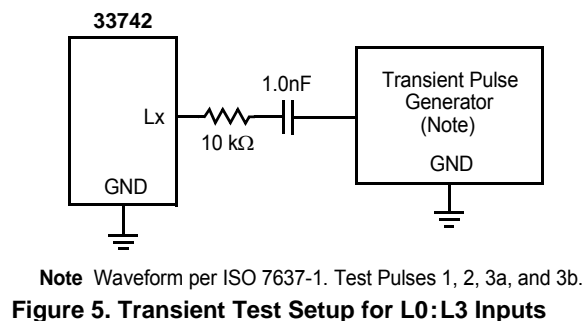 33742
Lx
10 kΩ
1.0nF
GND
Transient Pulse
Generator
(Note)
GND
Note Waveform per ISO 7637-1. Test Pulses 1, 2, 3a, and 3b.
Figure 5. Transient Test Setup for L0:L3 Inputs